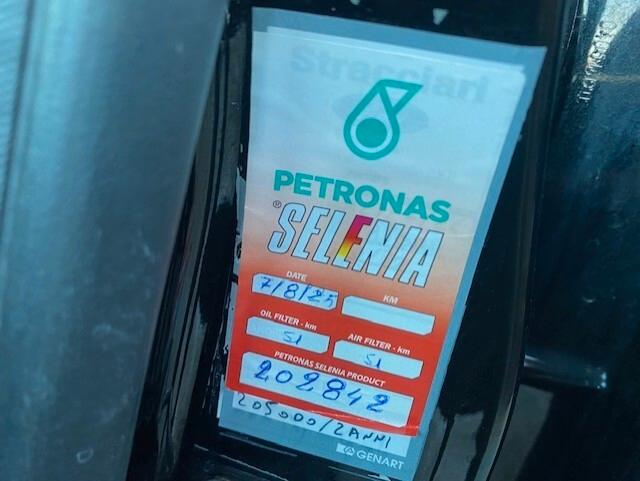 Stracciari
PETRONAS
® SELENIA
DATE
7/8/25
KM
OIL FILTER - km
SI
AIR FILTER - km
SI
PETRONAS SELENIA PRODUCT
202842
205000/2ANNI
GENART